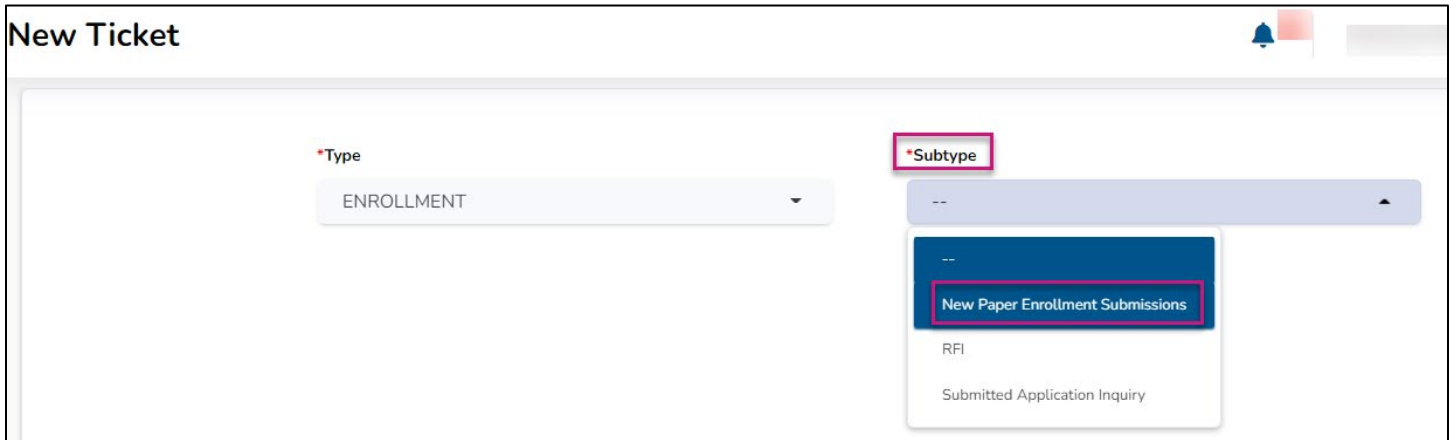 New Ticket
*Type
*Subtype
ENROLLMENT
--
--
New Paper Enrollment Submissions
RFI
Submitted Application Inquiry